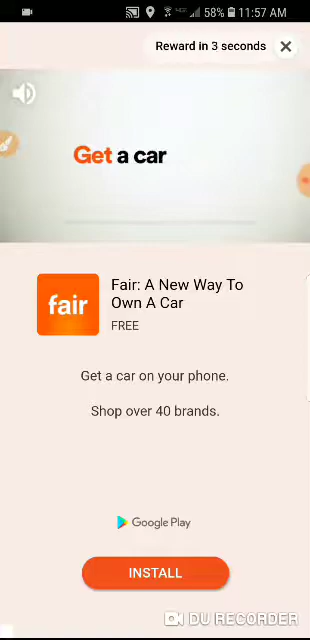 58% 11:57 AM
Reward in 3 seconds
Get a car
fair
Fair: A New Way To
Own A Car
FREE
Get a car on your phone.
Shop over 40 brands.
Google Play
INSTALL
DU RECORDER